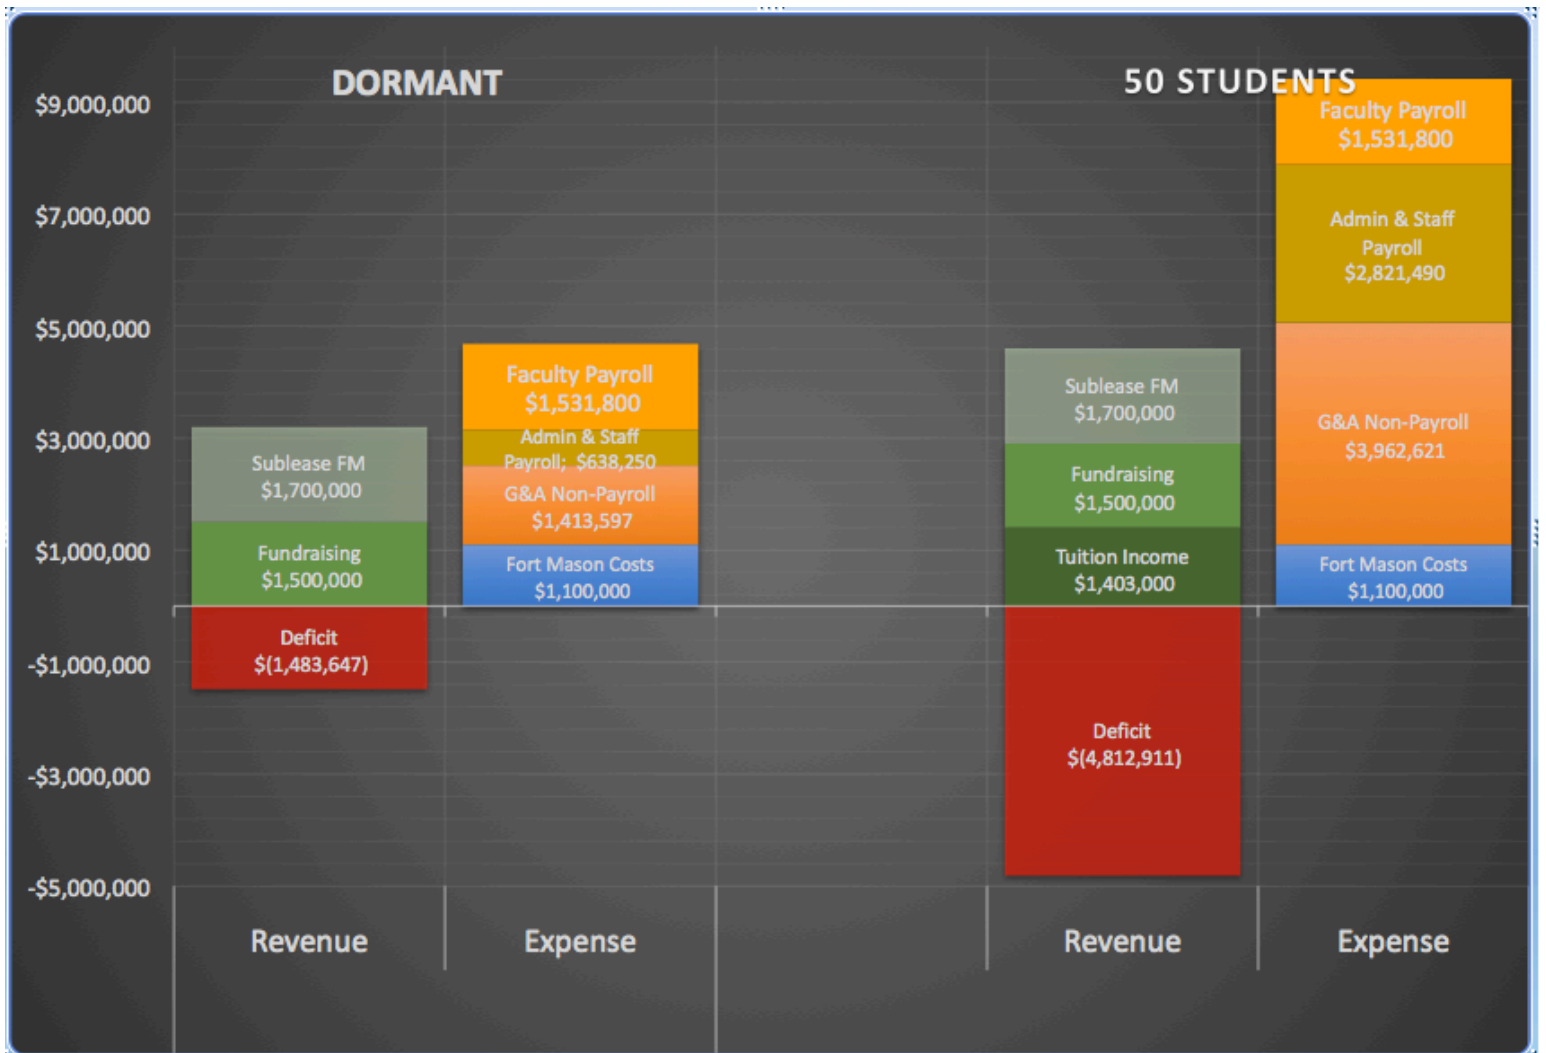 DORMANT
50 STUDENTS
$9,000,000
$7,000,000
$5,000,000
$3,000,000
$1,000,000
-$1,000,000
-$3,000,000
-$5,000,000
Sublease FM
$1,700,000
Fundraising
$1,500,000
Deficit
$(1,483,647)
Faculty Payroll
$1,531,800
Admin & Staff
Payroll; $638,250
G&A Non-Payroll
$1,413,597
Fort Mason Costs
$1,100,000
Sublease FM
$1,700,000
Fundraising
$1,500,000
Tuition Income
$1,403,000
Deficit
$(4,812,911)
Faculty Payroll
$1,531,800
Admin & Staff
Payroll
$2,821,490
G&A Non-Payroll
$3,962,621
Fort Mason Costs
$1,100,000
Revenue
Expense
Revenue
Expense